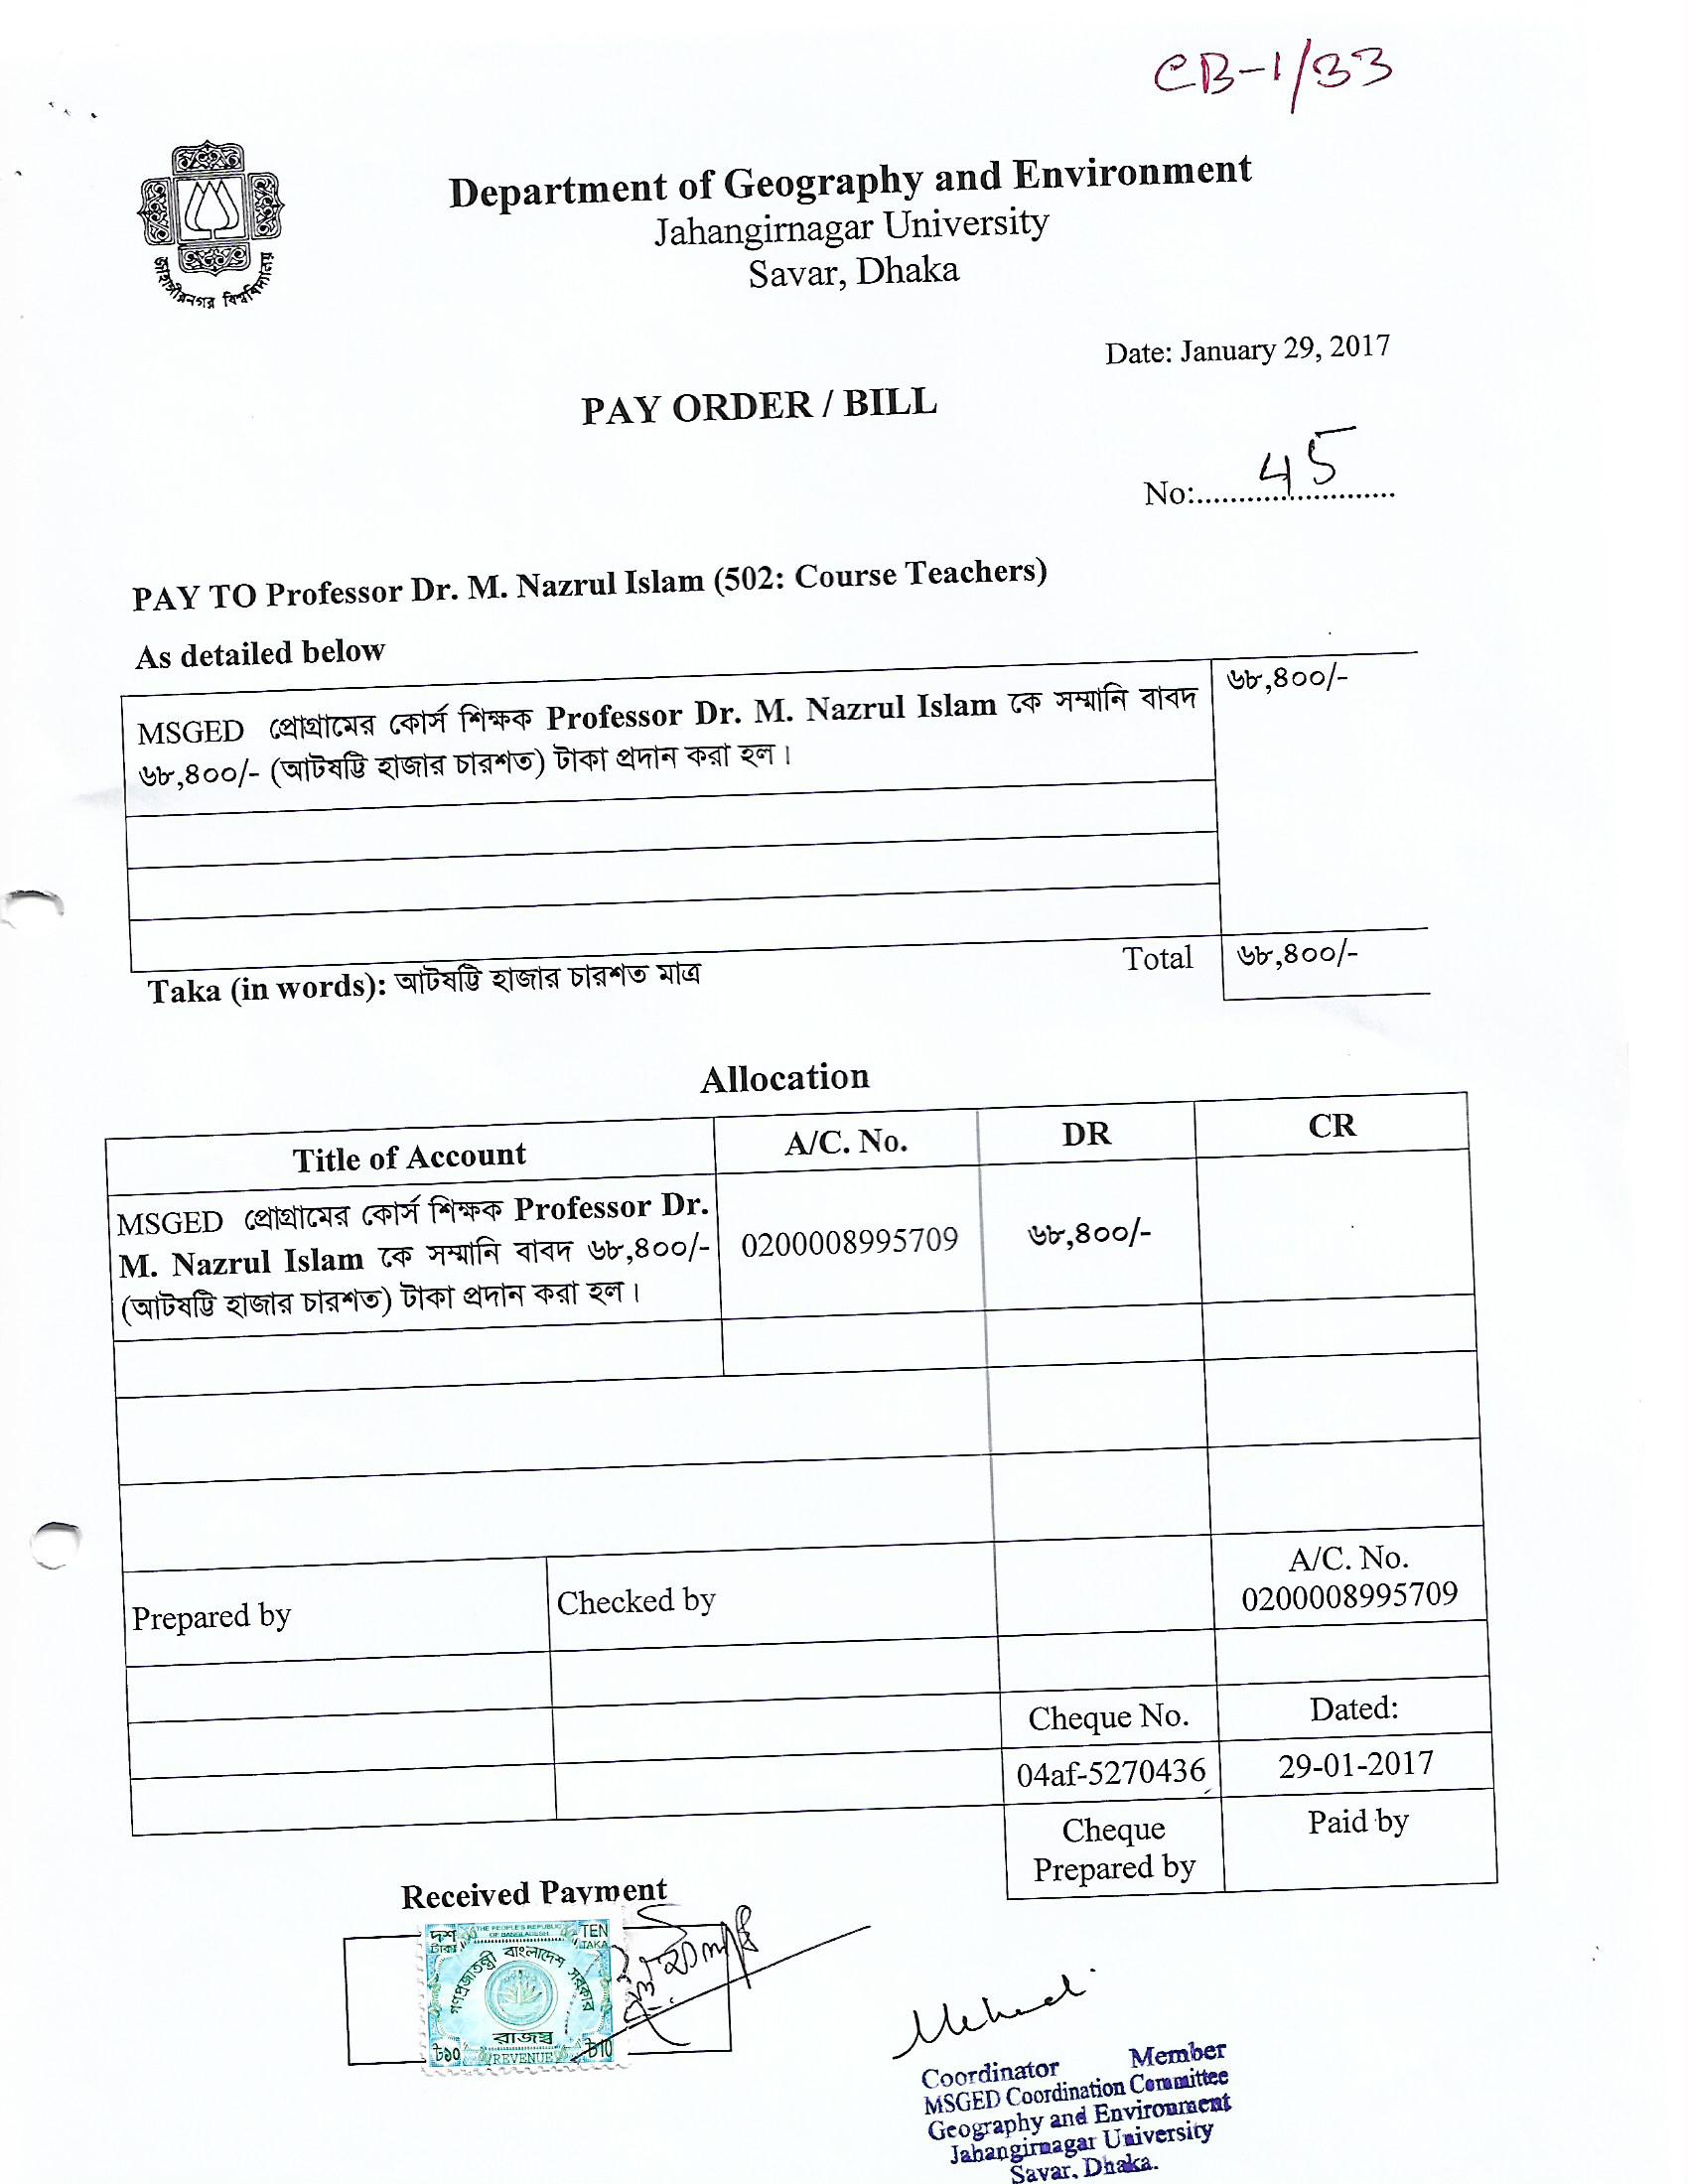 CB-1/33
জাহাঙ্গীরনগর বিশ্ববিদ্যালয়
Department of Geography and Environment
Jahangirnagar University
Savar, Dhaka
Date: January 29, 2017
PAY ORDER / BILL
No:........................ 45
PAY TO Professor Dr. M. Nazrul Islam (502: Course Teachers)
As detailed below
MSGED প্রোগ্রামের কোর্স শিক্ষক Professor Dr. M. Nazrul Islam কে সম্মানি বাবদ ৬৮,৪০০/-
৬৮,৪০০/- (আটষট্টি হাজার চারশত) টাকা প্রদান করা হল।
Total ৬৮,৪০০/-
Taka (in words): আটষট্টি হাজার চারশত মাত্র
Allocation
Title of Account A/C. No. DR CR
MSGED প্রোগ্রামের কোর্স শিক্ষক Professor Dr.
M. Nazrul Islam কে সম্মানি বাবদ ৬৮,৪০০/- 0200008995709 ৬৮,৪০০/-
(আটষট্টি হাজার চারশত) টাকা প্রদান করা হল।
Prepared by Checked by A/C. No.
0200008995709
Cheque No. Dated:
04af-5270436 29-01-2017
Cheque Paid by
Prepared by
Received Payment
দশ টাকা THE PEOPLE'S REPUBLIC OF BANGLADESH TEN TAKA
গণপ্রজাতন্ত্রী বাংলাদেশ সরকার
রাজস্ব
৳১০ REVENUE ৳10
Mehedi
Coordinator Member
MSGED Coordination Committee
Geography and Environment
Jahangirnagar University
Savar. Dhaka.